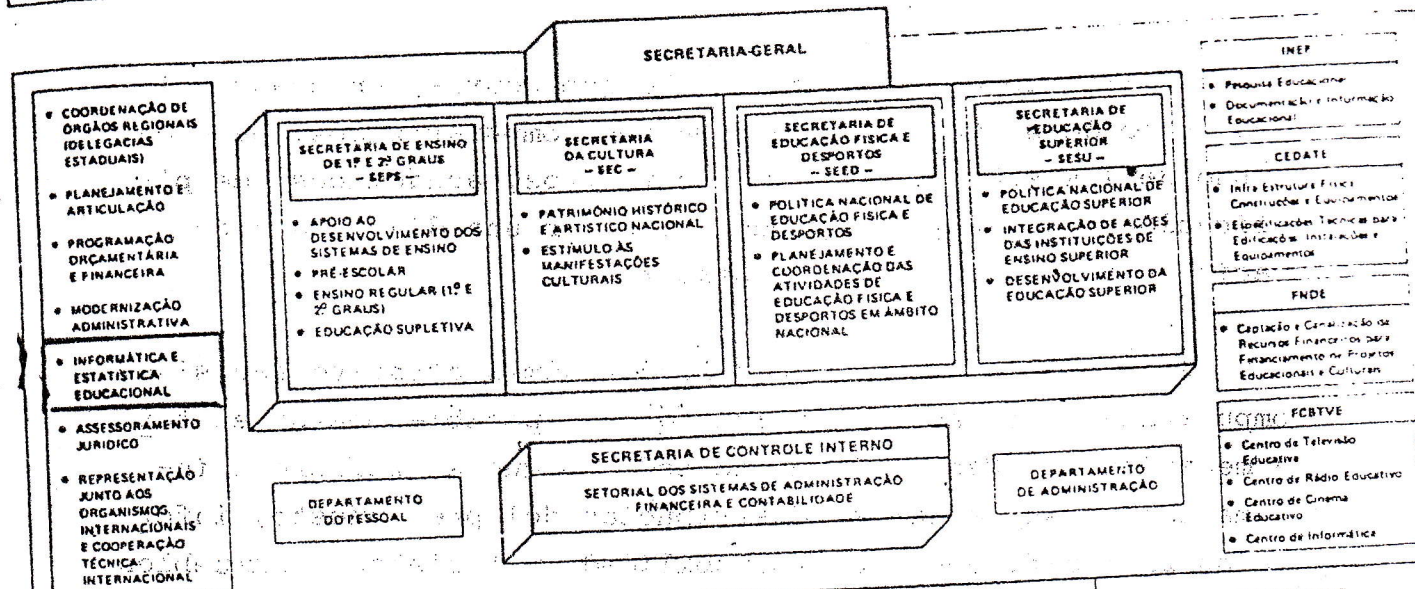 SECRETARIA-GERAL
• COORDENAÇÃO DE
ÓRGÃOS REGIONAIS
(DELEGACIAS
ESTADUAIS)
• PLANEJAMENTO E
ARTICULAÇÃO
• PROGRAMAÇÃO
ORÇAMENTÁRIA
E FINANCEIRA
• MODERNIZAÇÃO
ADMINISTRATIVA
• INFORMÁTICA E
ESTATÍSTICA
EDUCACIONAL
• ASSESSORAMENTO
JURIDICO
• REPRESENTAÇÃO
JUNTO AOS
ORGANISMOS
INTERNACIONAIS
E COOPERAÇÃO
TÉCNICA
INTERNACIONAL
SECRETARIA DE ENSINO
DE 1º E 2º GRAUS
– SEPS –
• APOIO AO
DESENVOLVIMENTO DOS
SISTEMAS DE ENSINO
• PRÉ-ESCOLAR
• ENSINO REGULAR (1º E
2º GRAUS)
• EDUCAÇÃO SUPLETIVA
SECRETARIA
DA CULTURA
– SEC –
• PATRIMÔNIO HISTÓRICO
E ARTISTICO NACIONAL
• ESTÍMULO ÀS
MANIFESTAÇÕES
CULTURAIS
SECRETARIA DE
EDUCAÇÃO FISICA E
DESPORTOS
– SEED –
• POLITICA NACIONAL DE
EDUCAÇÃO FISICA E
DESPORTOS
• PLANEJAMENTO E
COORDENAÇÃO DAS
ATIVIDADES DE
EDUCAÇÃO FISICA E
DESPORTOS EM ÂMBITO
NACIONAL
SECRETARIA DE
EDUCAÇÃO
SUPERIOR
– SESU –
• POLÍTICA NACIONAL DE
EDUCAÇÃO SUPERIOR
• INTEGRAÇÃO DE AÇÕES
DAS INSTITUIÇÕES DE
ENSINO SUPERIOR
• DESENVOLVIMENTO DA
EDUCAÇÃO SUPERIOR
DEPARTAMENTO
DO PESSOAL
SECRETARIA DE CONTROLE INTERNO
SETORIAL DOS SISTEMAS DE ADMINISTRAÇÃO
FINANCEIRA E CONTABILIDADE
DEPARTAMENTO
DE ADMINISTRAÇÃO
INEP
• Pesquisa Educacional
• Documentação e Informação
Educacional
CEDATE
• Infra Estrutura Física
Construções e Equipamentos
• Especificações Técnicas para
Edificações, Instalações e
Equipamentos
FNDE
• Captação e Canalização de
Recursos Financeiros para
Financiamento de Projetos
Educacionais e Culturais
FCBTVE
• Centro de Televisão
Educativa
• Centro de Rádio Educativo
• Centro de Cinema
Educativo
• Centro de Informática